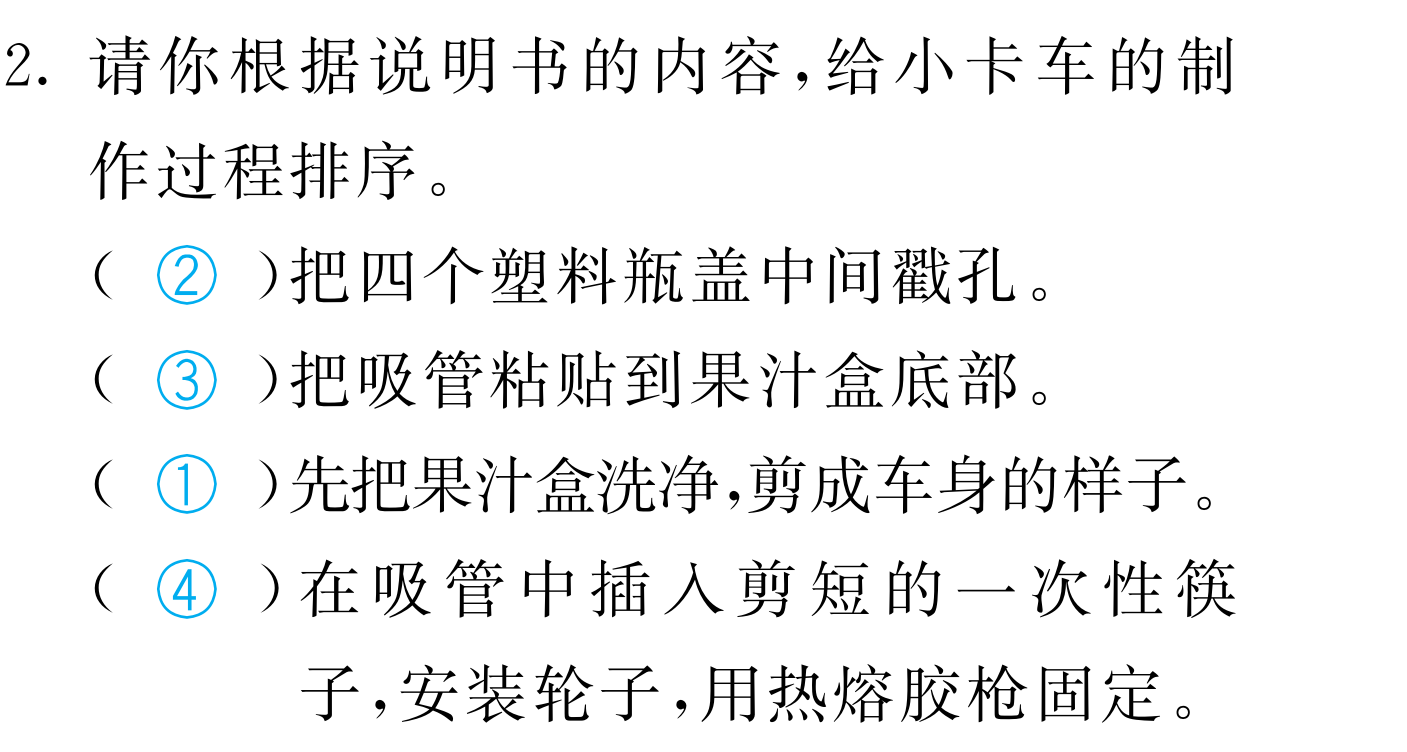 2. 请你根据说明书的内容,给小卡车的制
作过程排序。
( ② )把四个塑料瓶盖中间戳孔。
( ③ )把吸管粘贴到果汁盒底部。
( ① )先把果汁盒洗净,剪成车身的样子。
( ④ )在吸管中插入剪短的一次性筷
子,安装轮子,用热熔胶枪固定。